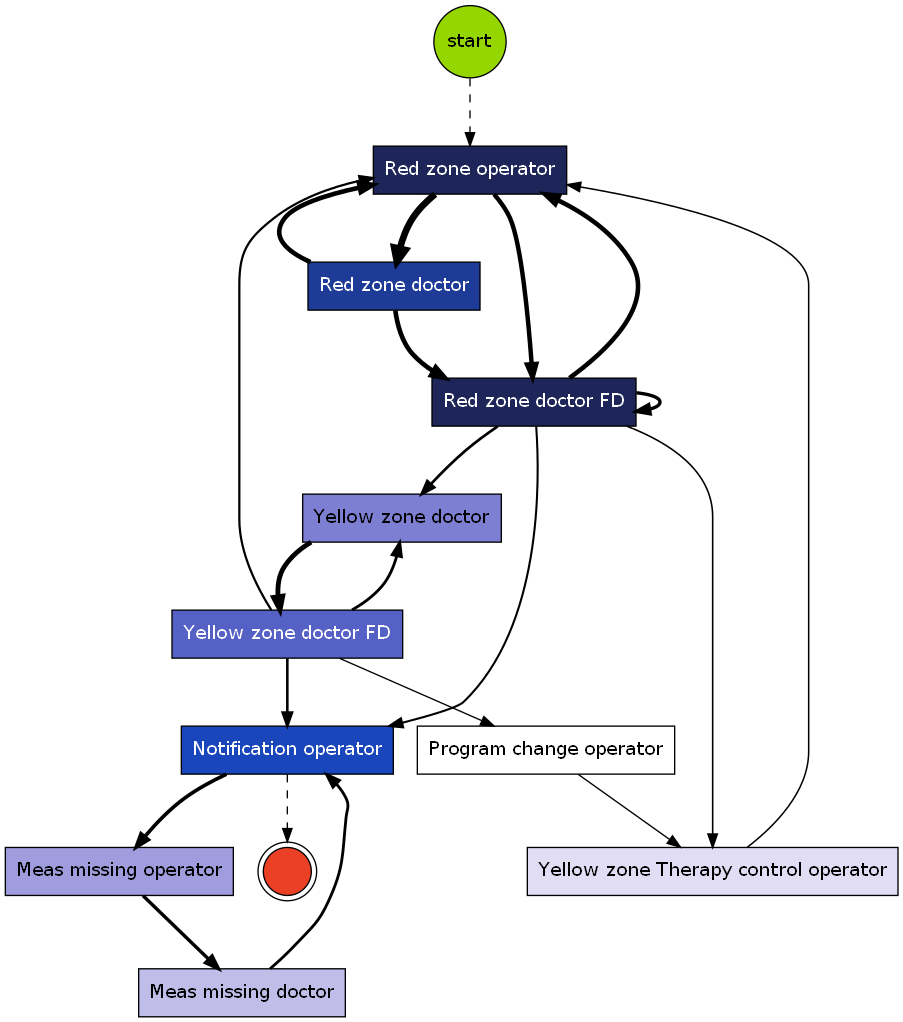 start
Red zone operator
Red zone doctor
Red zone doctor FD
Yellow zone doctor
Yellow zone doctor FD
Notification operator
Program change operator
Meas missing operator
Yellow zone Therapy control operator
Meas missing doctor